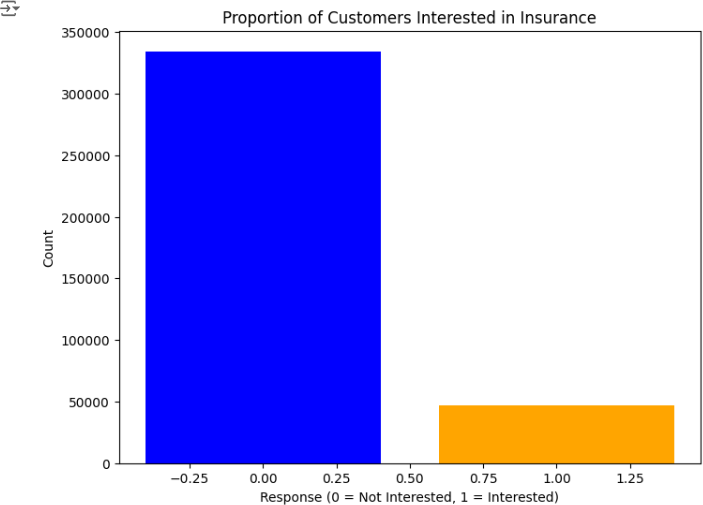 Proportion of Customers Interested in Insurance
350000
300000
250000
200000
150000
100000
50000
0
Count
−0.25 0.00 0.25 0.50 0.75 1.00 1.25
Response (0 = Not Interested, 1 = Interested)